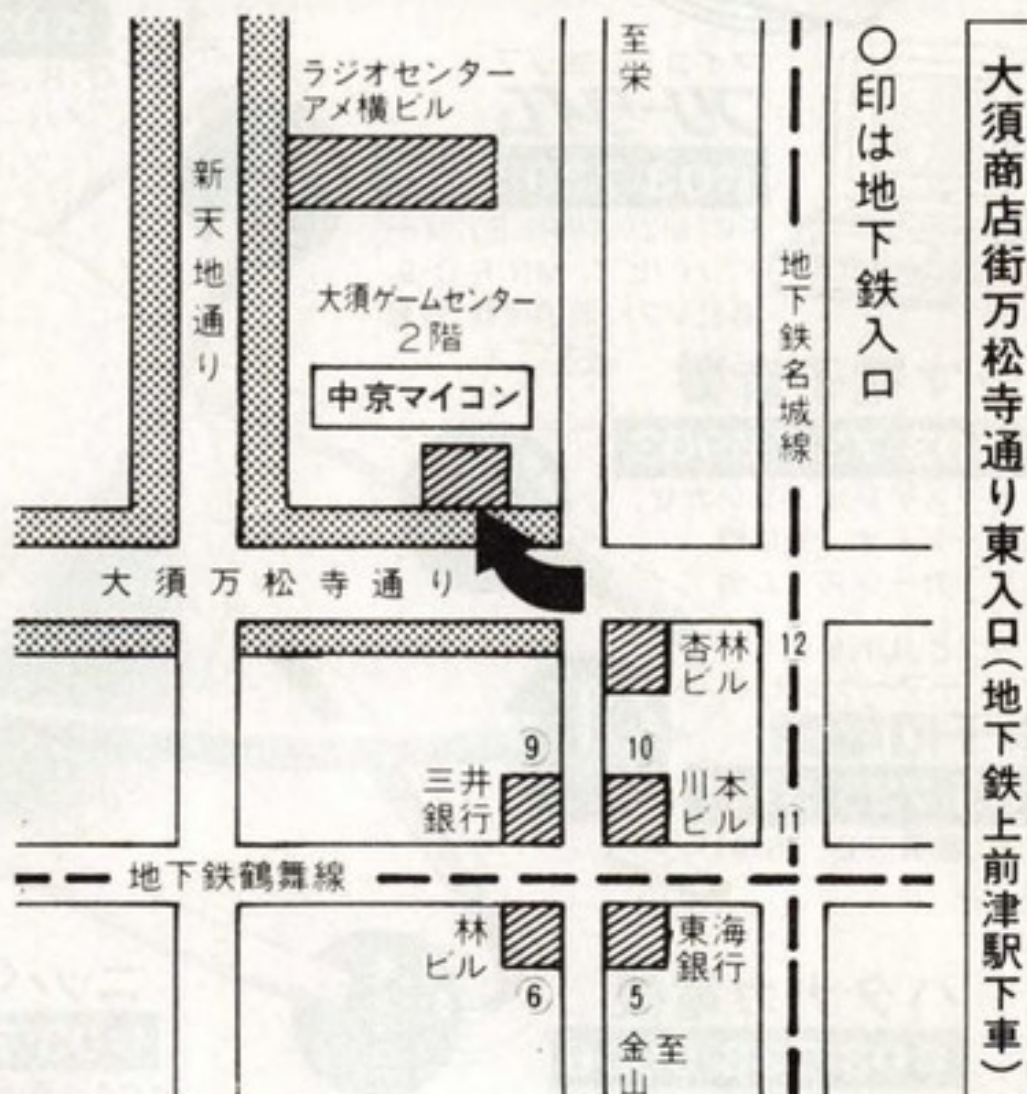 大須商店街万松寺通り東入口(地下鉄上前津駅下車)
○印は地下鉄入口
至栄
ラジオセンター
アメ横ビル
新天地通り
地下鉄名城線
大須ゲームセンター
2階
中京マイコン
大須万松寺通り
杏林
ビル
12
⑨
10
三井
銀行
川本
ビル
11
地下鉄鶴舞線
林
ビル
東海
銀行
⑥
⑤
至
金山